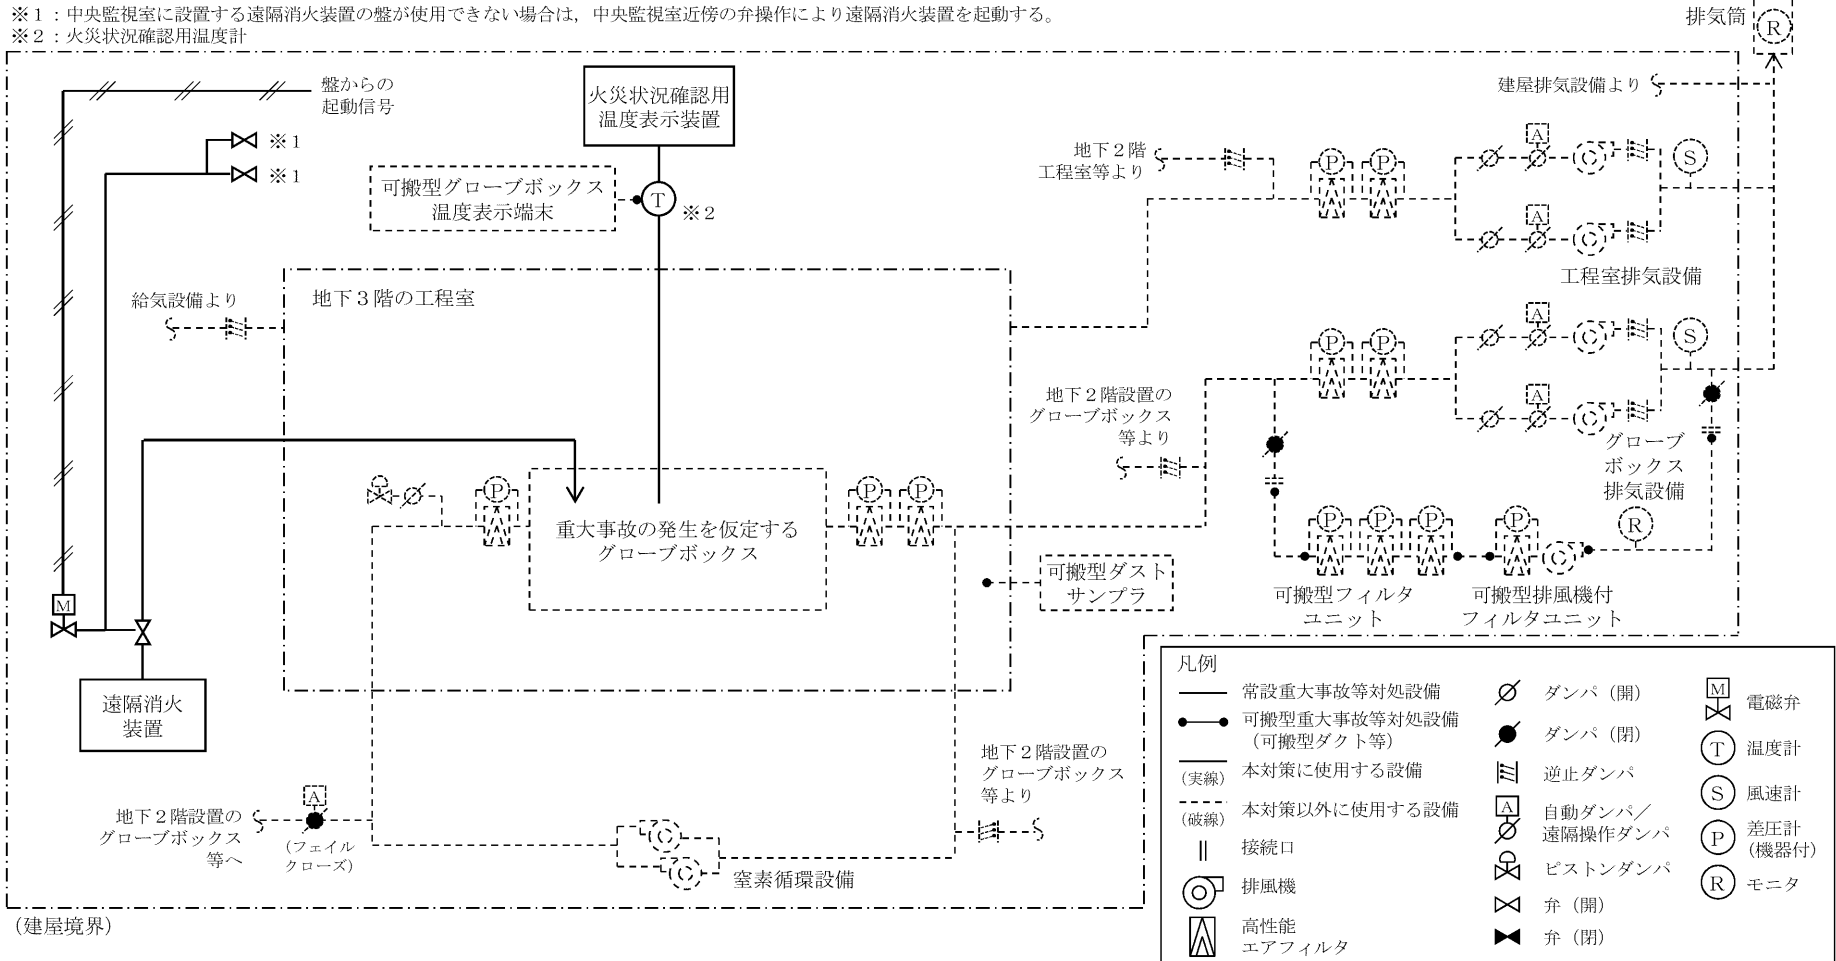 ※1:中央監視室に設置する遠隔消火装置の盤が使用できない場合は，中央監視室近傍の弁操作により遠隔消火装置を起動する。
※2:火災状況確認用温度計
排気筒
R
盤からの
起動信号
※1
※1
火災状況確認用
温度表示装置
可搬型グローブボックス
温度表示端末
T
※2
建屋排気設備より
地下2階
工程室等より
P
P
A
S
A
工程室排気設備
給気設備より
地下3階の工程室
地下2階設置の
グローブボックス
等より
P
P
A
S
A
グローブ
ボックス
排気設備
P
重大事故の発生を仮定する
グローブボックス
P
P
可搬型ダスト
サンプラ
P
P
P
P
R
可搬型フィルタ
ユニット
可搬型排風機付
フィルタユニット
M
遠隔消火
装置
地下2階設置の
グローブボックス
等へ
A
（フェイル
クローズ）
窒素循環設備
地下2階設置の
グローブボックス
等より
（建屋境界）
凡例
常設重大事故等対処設備
可搬型重大事故等対処設備
（可搬型ダクト等）
（実線）
本対策に使用する設備
（破線）
本対策以外に使用する設備
接続口
排風機
高性能
エアフィルタ
ダンパ（開）
ダンパ（閉）
逆止ダンパ
A
自動ダンパ／
遠隔操作ダンパ
ピストンダンパ
弁（開）
弁（閉）
M
電磁弁
T
温度計
S
風速計
P
差圧計
（機器付）
R
モニタ